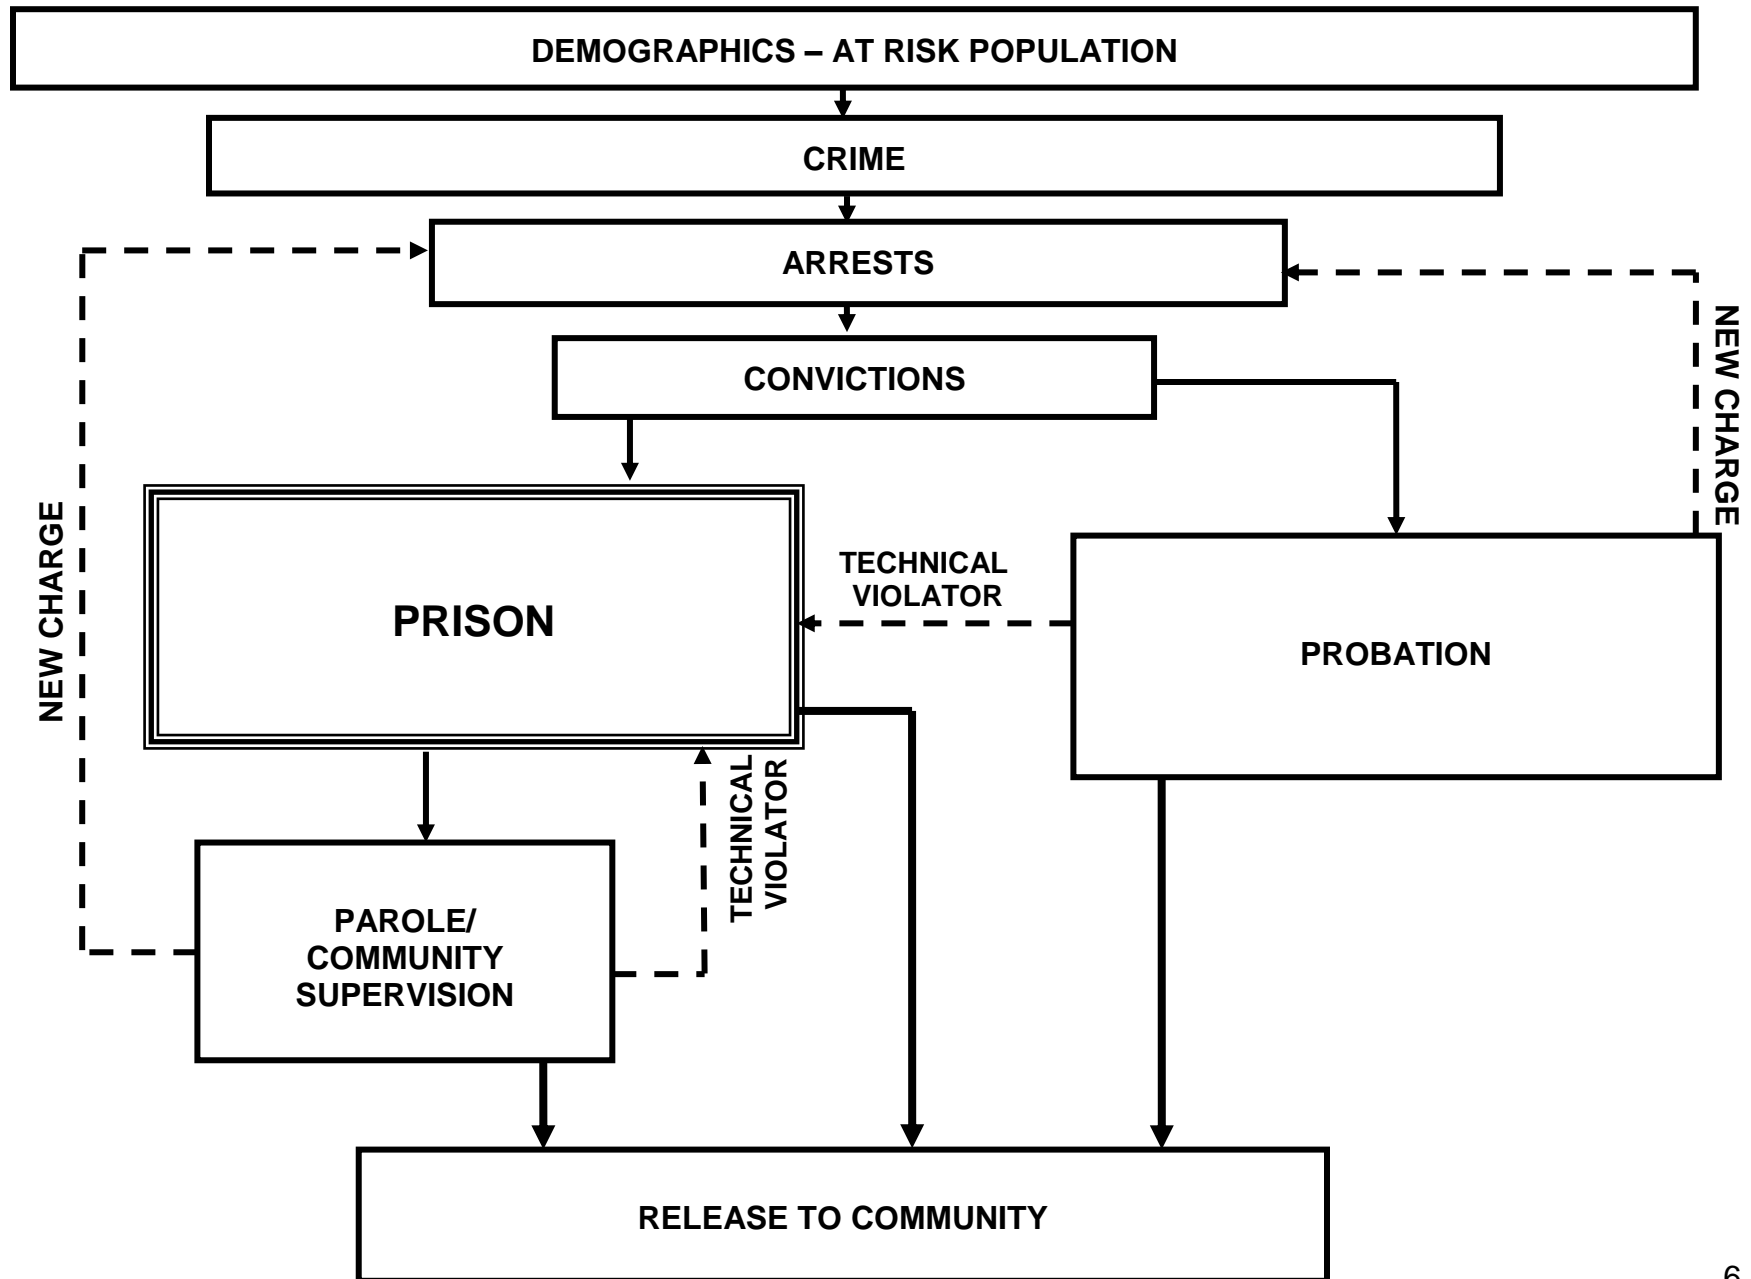 DEMOGRAPHICS – AT RISK POPULATION
CRIME
ARRESTS
CONVICTIONS
NEW CHARGE
NEW CHARGE
PRISON
TECHNICAL
VIOLATOR
PROBATION
TECHNICAL
VIOLATOR
PAROLE/
COMMUNITY
SUPERVISION
RELEASE TO COMMUNITY
6